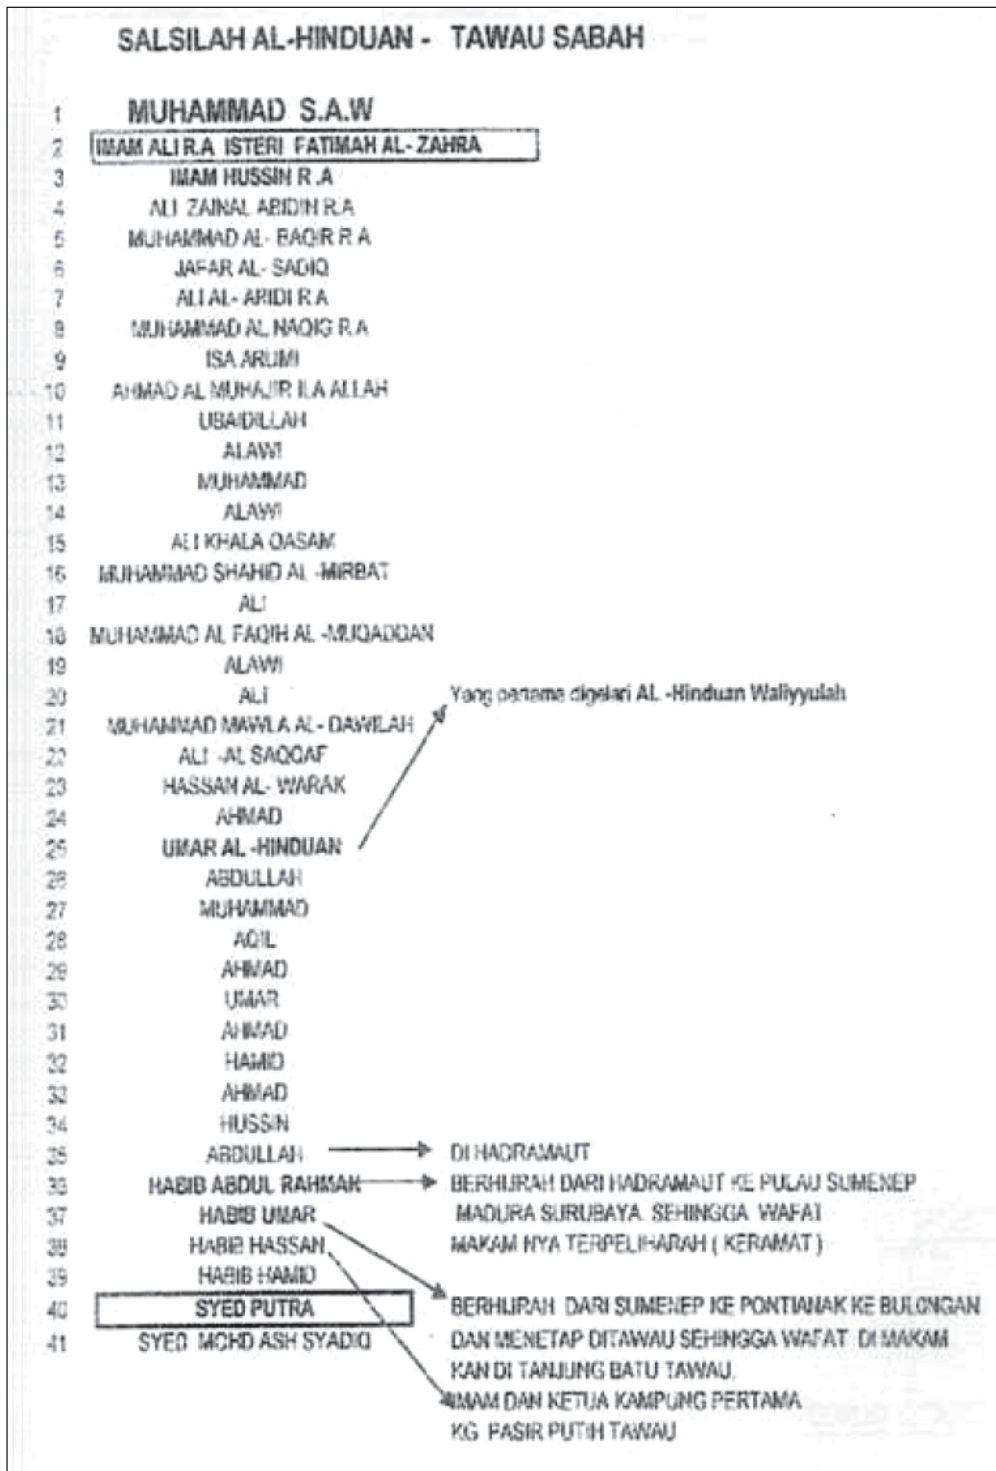 SALSILAH AL-HINDUAN - TAWAU SABAH
1 MUHAMMAD S.A.W
2 IMAM ALI R.A ISTERI FATIMAH AL- ZAHRA
3 IMAM HUSSIN R .A
4 ALI ZAINAL ABIDIN R.A
5 MUHAMMAD AL- BAQIR R A
6 JAFAR AL- SADIQ
7 ALI AL- ARIDI R A
8 MUHAMMAD AL NAQIG R.A
9 ISA ARUMI
10 AHMAD AL MUHAJIR ILA ALLAH
11 UBAIDILLAH
12 ALAWI
13 MUHAMMAD
14 ALAWI
15 ALI KHALA QASAM
16 MUHAMMAD SHAHID AL -MIRBAT
17 ALI
18 MUHAMMAD AL FAQIH AL -MUQADDAN
19 ALAWI
20 ALI Yang pertama digelari AL -Hinduan Waliyyulah
21 MUHAMMAD MAWLA AL- DAWILAH
22 ALI -AL SAQQAF
23 HASSAN AL- WARAK
24 AHMAD
25 UMAR AL -HINDUAN
26 ABDULLAH
27 MUHAMMAD
28 AQIL
29 AHMAD
30 UMAR
31 AHMAD
32 HAMID
33 AHMAD
34 HUSSIN
35 ABDULLAH DI HADRAMAUT
36 HABIB ABDUL RAHMAN BERHIJRAH DARI HADRAMAUT KE PULAU SUMENEP
37 HABIB UMAR MADURA SURUBAYA SEHINGGA WAFAT
38 HABIB HASSAN MAKAM NYA TERPELIHARAH ( KERAMAT )
39 HABIB HAMID
40 SYED PUTRA BERHIJRAH DARI SUMENEP KE PONTIANAK KE BULONGAN
41 SYED MOHD ASH SYADIQ DAN MENETAP DITAWAU SEHINGGA WAFAT DI MAKAM
KAN DI TANJUNG BATU TAWAU.
IMAM DAN KETUA KAMPUNG PERTAMA
KG PASIR PUTIH TAWAU